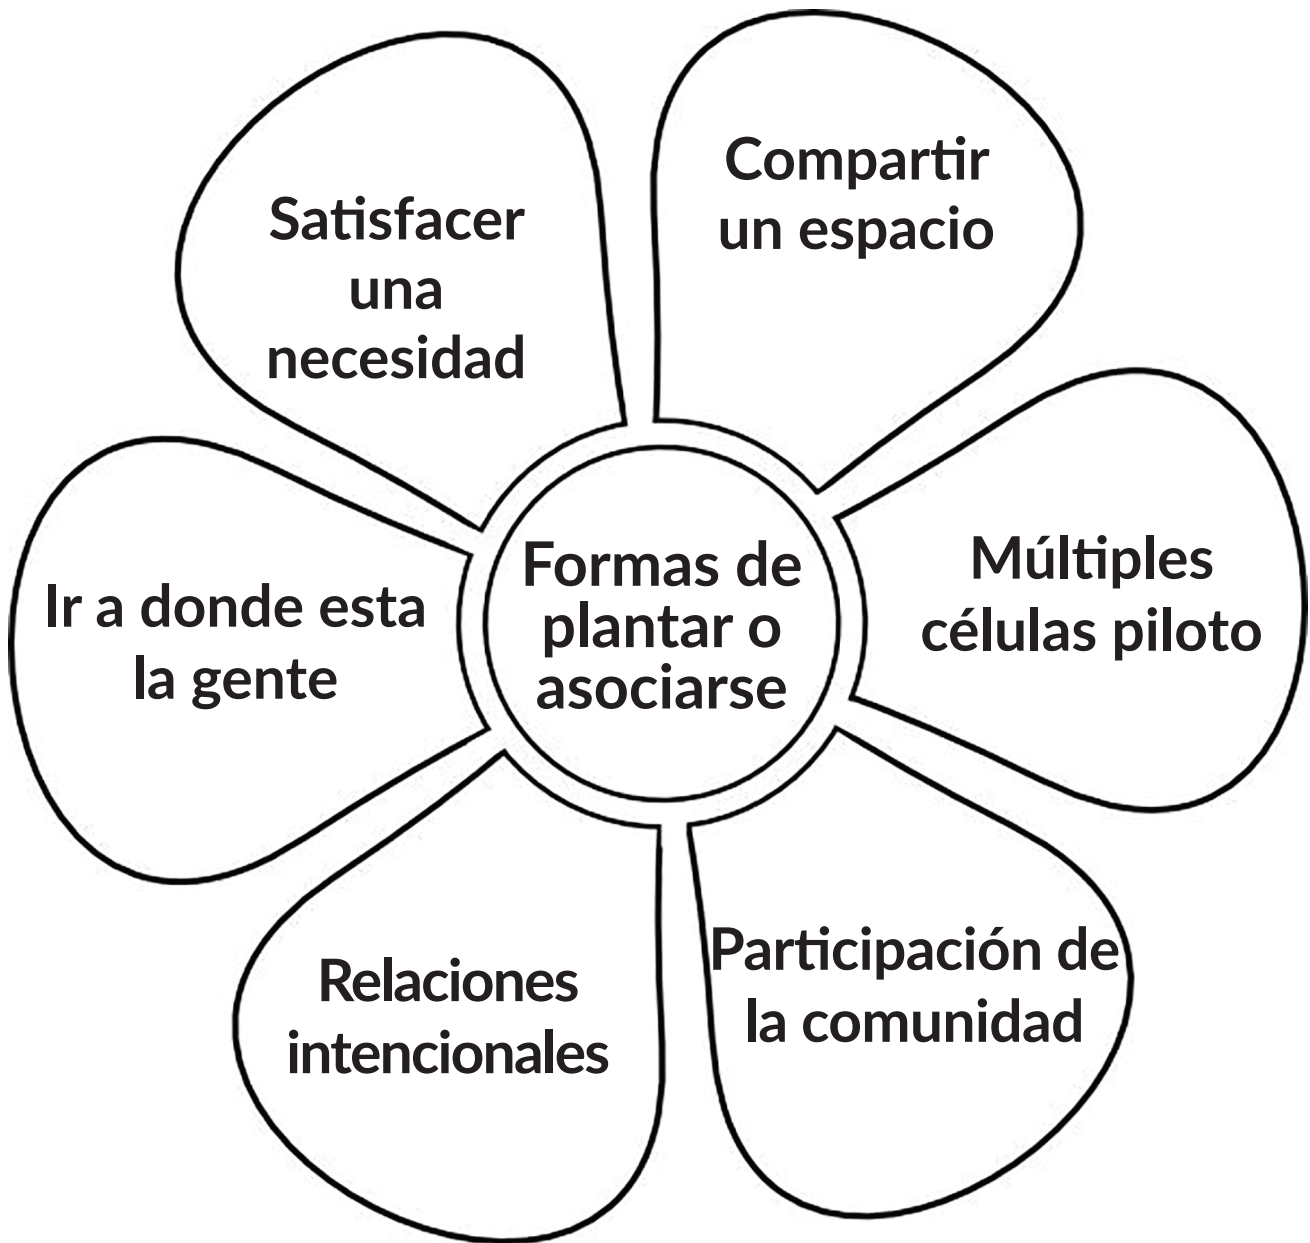 Compartir
un espacio
Satisfacer
una
necesidad
Múltiples
células piloto
Formas de
plantar o
asociarse
Ir a donde esta
la gente
Participación de
la comunidad
Relaciones
intencionales